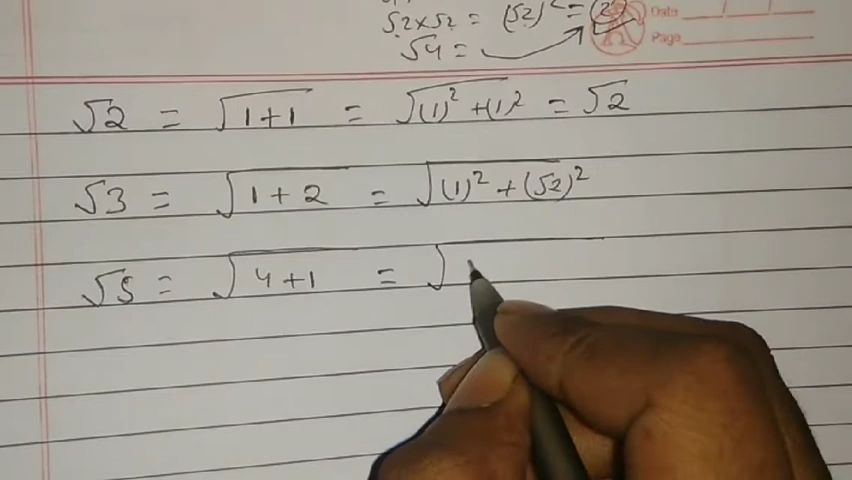 √2×√2 = (√2)² = 2
Date
√4 =
Page
√2 = √1+1 = √(1)²+(1)² = √2
√3 = √1+2 = √(1)²+(√2)²
√5 = √4+1 = √